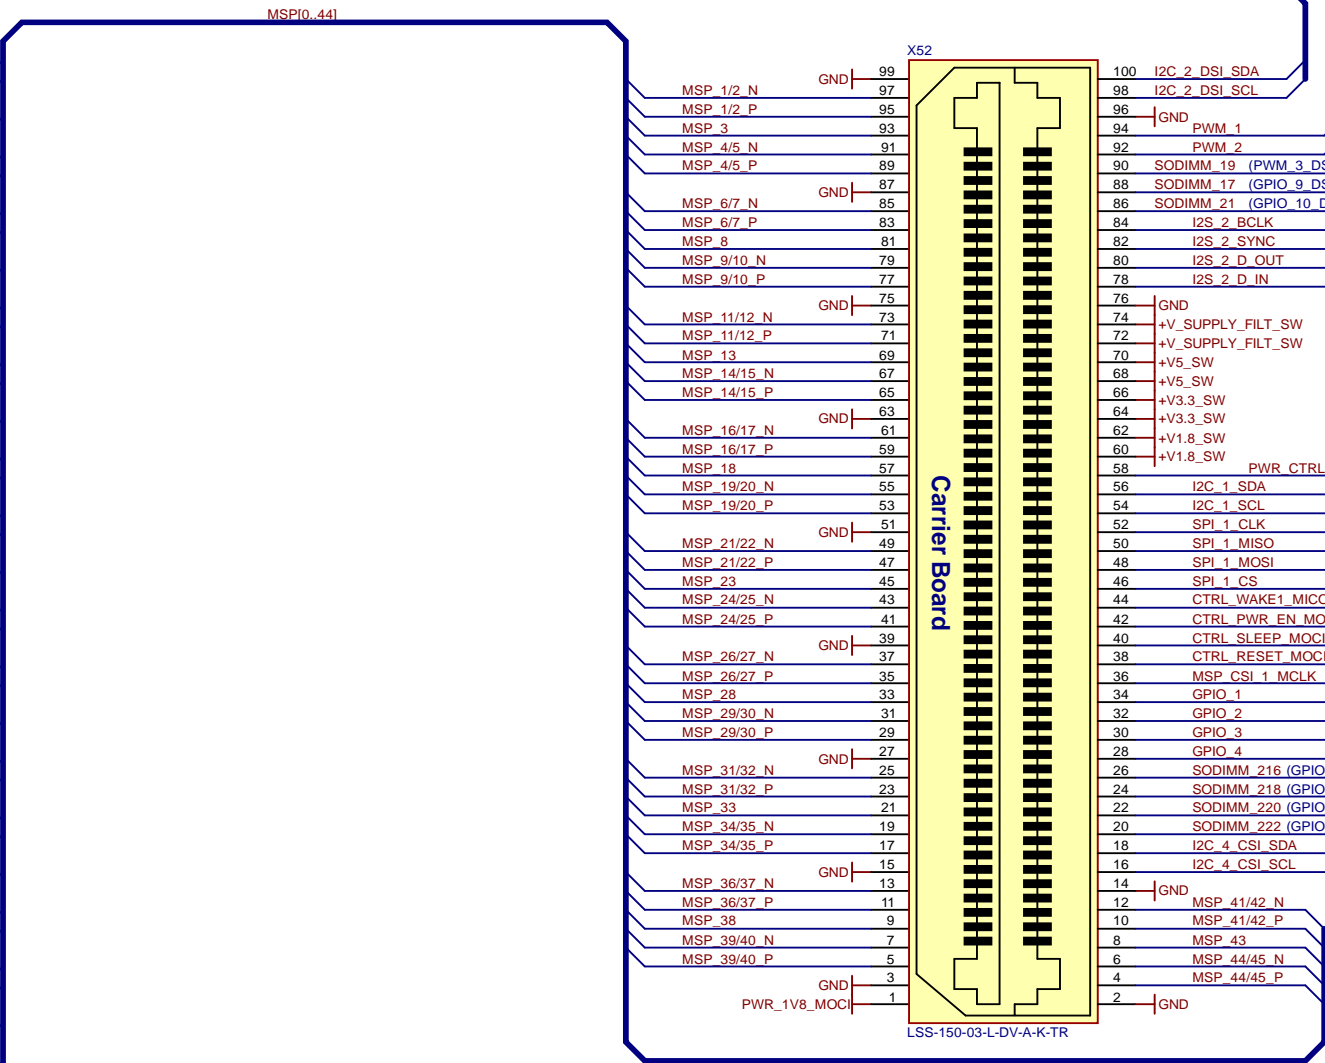 MSP[0..44]
X52
GND 99 100 I2C_2_DSI_SDA
MSP_1/2_N 97 98 I2C_2_DSI_SCL
MSP_1/2_P 95 96 GND
MSP_3 93 94 PWM_1
MSP_4/5_N 91 92 PWM_2
MSP_4/5_P 89 90 SODIMM_19 (PWM_3_DS
GND 87 88 SODIMM_17 (GPIO_9_DS
MSP_6/7_N 85 86 SODIMM_21 (GPIO_10_D
MSP_6/7_P 83 84 I2S_2_BCLK
MSP_8 81 82 I2S_2_SYNC
MSP_9/10_N 79 80 I2S_2_D_OUT
MSP_9/10_P 77 78 I2S_2_D_IN
GND 75 76 GND
MSP_11/12_N 73 74 +V_SUPPLY_FILT_SW
MSP_11/12_P 71 72 +V_SUPPLY_FILT_SW
MSP_13 69 70 +V5_SW
MSP_14/15_N 67 68 +V5_SW
MSP_14/15_P 65 66 +V3.3_SW
GND 63 64 +V3.3_SW
MSP_16/17_N 61 62 +V1.8_SW
MSP_16/17_P 59 60 +V1.8_SW
MSP_18 57 58 PWR_CTRL
MSP_19/20_N 55 56 I2C_1_SDA
MSP_19/20_P 53 54 I2C_1_SCL
GND 51 52 SPI_1_CLK
MSP_21/22_N 49 50 SPI_1_MISO
MSP_21/22_P 47 48 SPI_1_MOSI
MSP_23 45 46 SPI_1_CS
MSP_24/25_N 43 44 CTRL_WAKE1_MICO
MSP_24/25_P 41 42 CTRL_PWR_EN_MO
GND 39 40 CTRL_SLEEP_MOCI
MSP_26/27_N 37 38 CTRL_RESET_MOCI
MSP_26/27_P 35 36 MSP_CSI_1_MCLK
MSP_28 33 34 GPIO_1
MSP_29/30_N 31 32 GPIO_2
MSP_29/30_P 29 30 GPIO_3
GND 27 28 GPIO_4
MSP_31/32_N 25 26 SODIMM_216 (GPIO
MSP_31/32_P 23 24 SODIMM_218 (GPIO
MSP_33 21 22 SODIMM_220 (GPIO
MSP_34/35_N 19 20 SODIMM_222 (GPIO
MSP_34/35_P 17 18 I2C_4_CSI_SDA
GND 15 16 I2C_4_CSI_SCL
MSP_36/37_N 13 14 GND
MSP_36/37_P 11 12 MSP_41/42_N
MSP_38 9 10 MSP_41/42_P
MSP_39/40_N 7 8 MSP_43
MSP_39/40_P 5 6 MSP_44/45_N
GND 3 4 MSP_44/45_P
PWR_1V8_MOCI 1 2 GND
Carrier Board
LSS-150-03-L-DV-A-K-TR